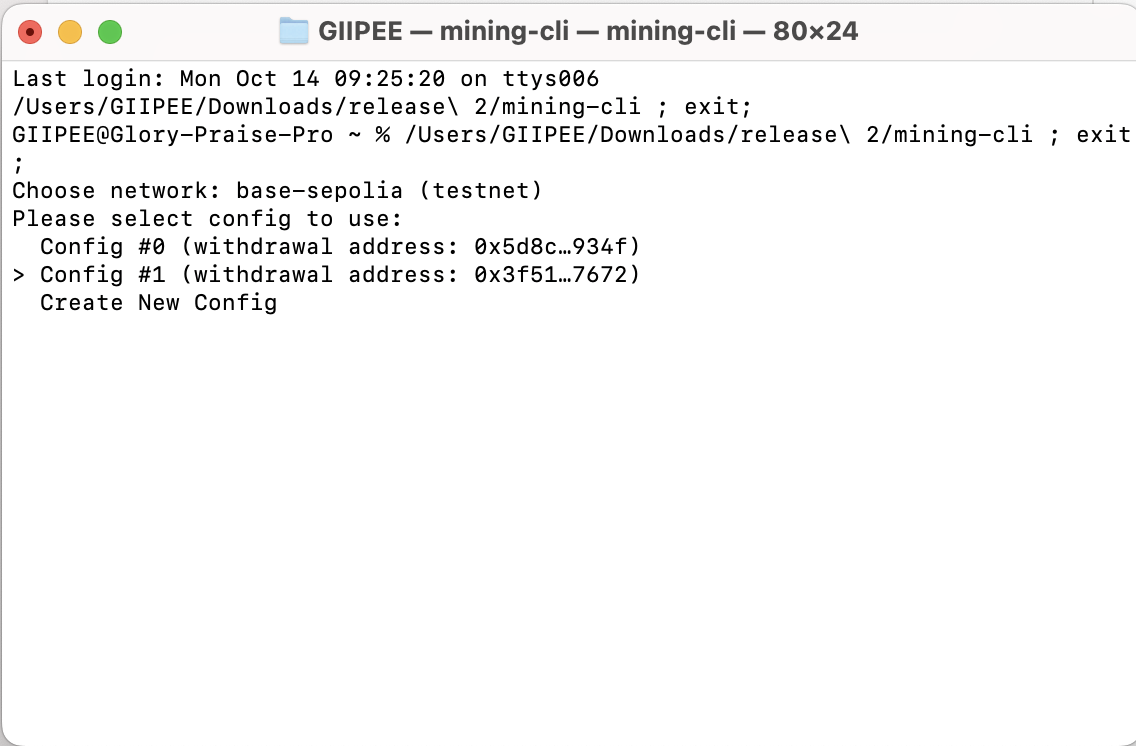 GIIPEE — mining-cli — mining-cli — 80×24
Last login: Mon Oct 14 09:25:20 on ttys006
/Users/GIIPEE/Downloads/release\ 2/mining-cli ; exit;
GIIPEE@Glory-Praise-Pro ~ % /Users/GIIPEE/Downloads/release\ 2/mining-cli ; exit
;
Choose network: base-sepolia (testnet)
Please select config to use:
  Config #0 (withdrawal address: 0x5d8c…934f)
> Config #1 (withdrawal address: 0x3f51…7672)
  Create New Config